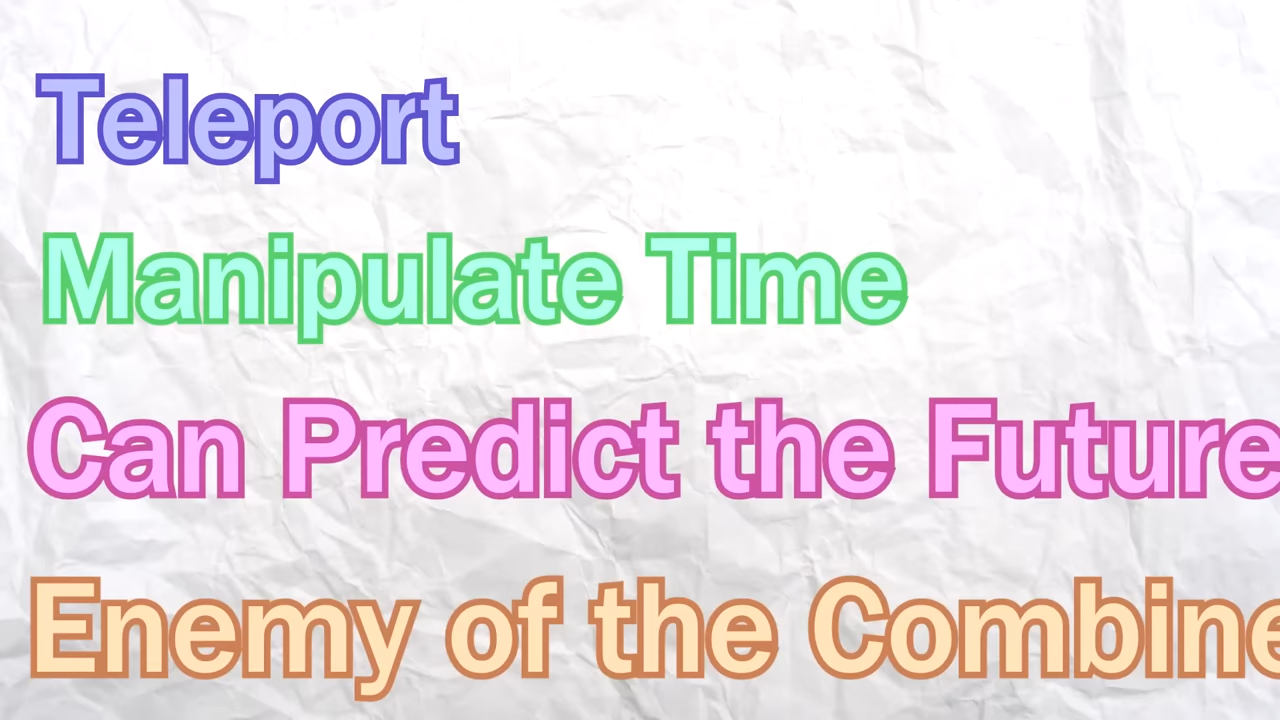 Teleport
Manipulate Time
Can Predict the Future
Enemy of the Combine